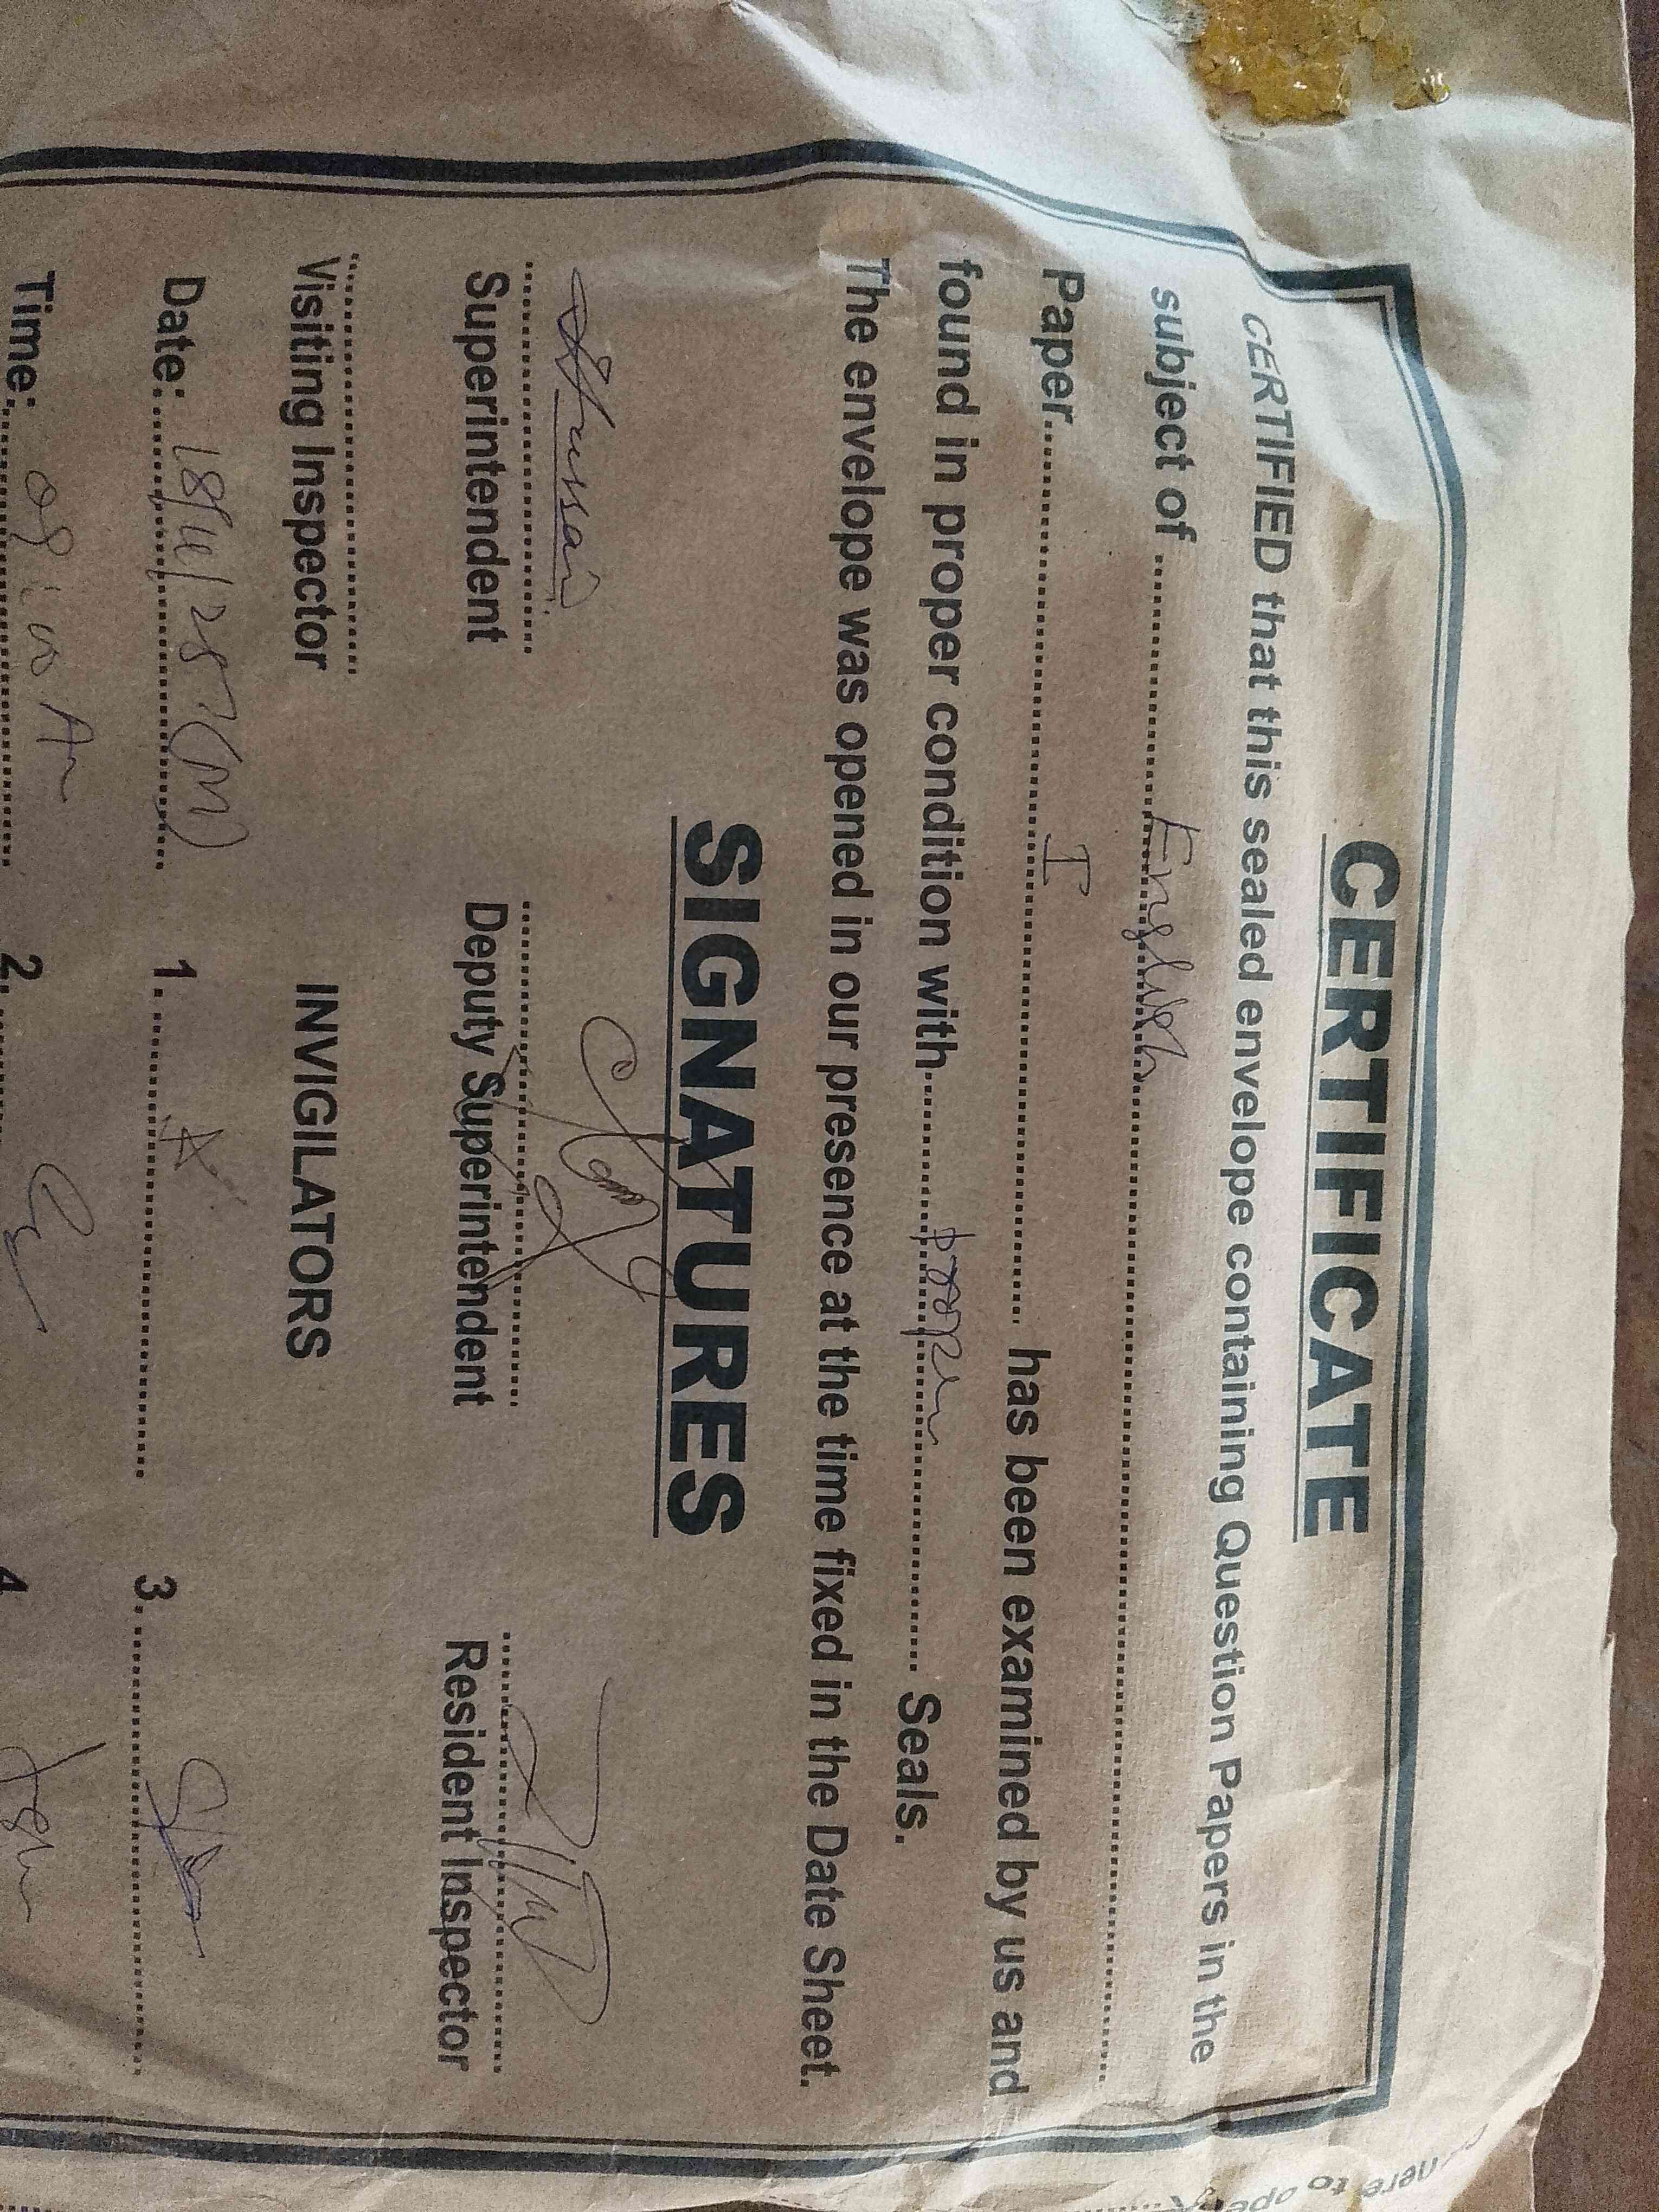 CERTIFICATE
CERTIFIED that this sealed envelope containing Question Papers in the
subject of ........ English ........
Paper ........ I ........ has been examined by us and
found in proper condition with ........ proper ........ Seals.
The envelope was opened in our presence at the time fixed in the Date Sheet.
SIGNATURES
Hussain
Superintendent Deputy Superintendent Resident Inspector
Visiting Inspector INVIGILATORS
Date: 18/4/25 (M) 1. 3.
Time: 2. 4
here to open